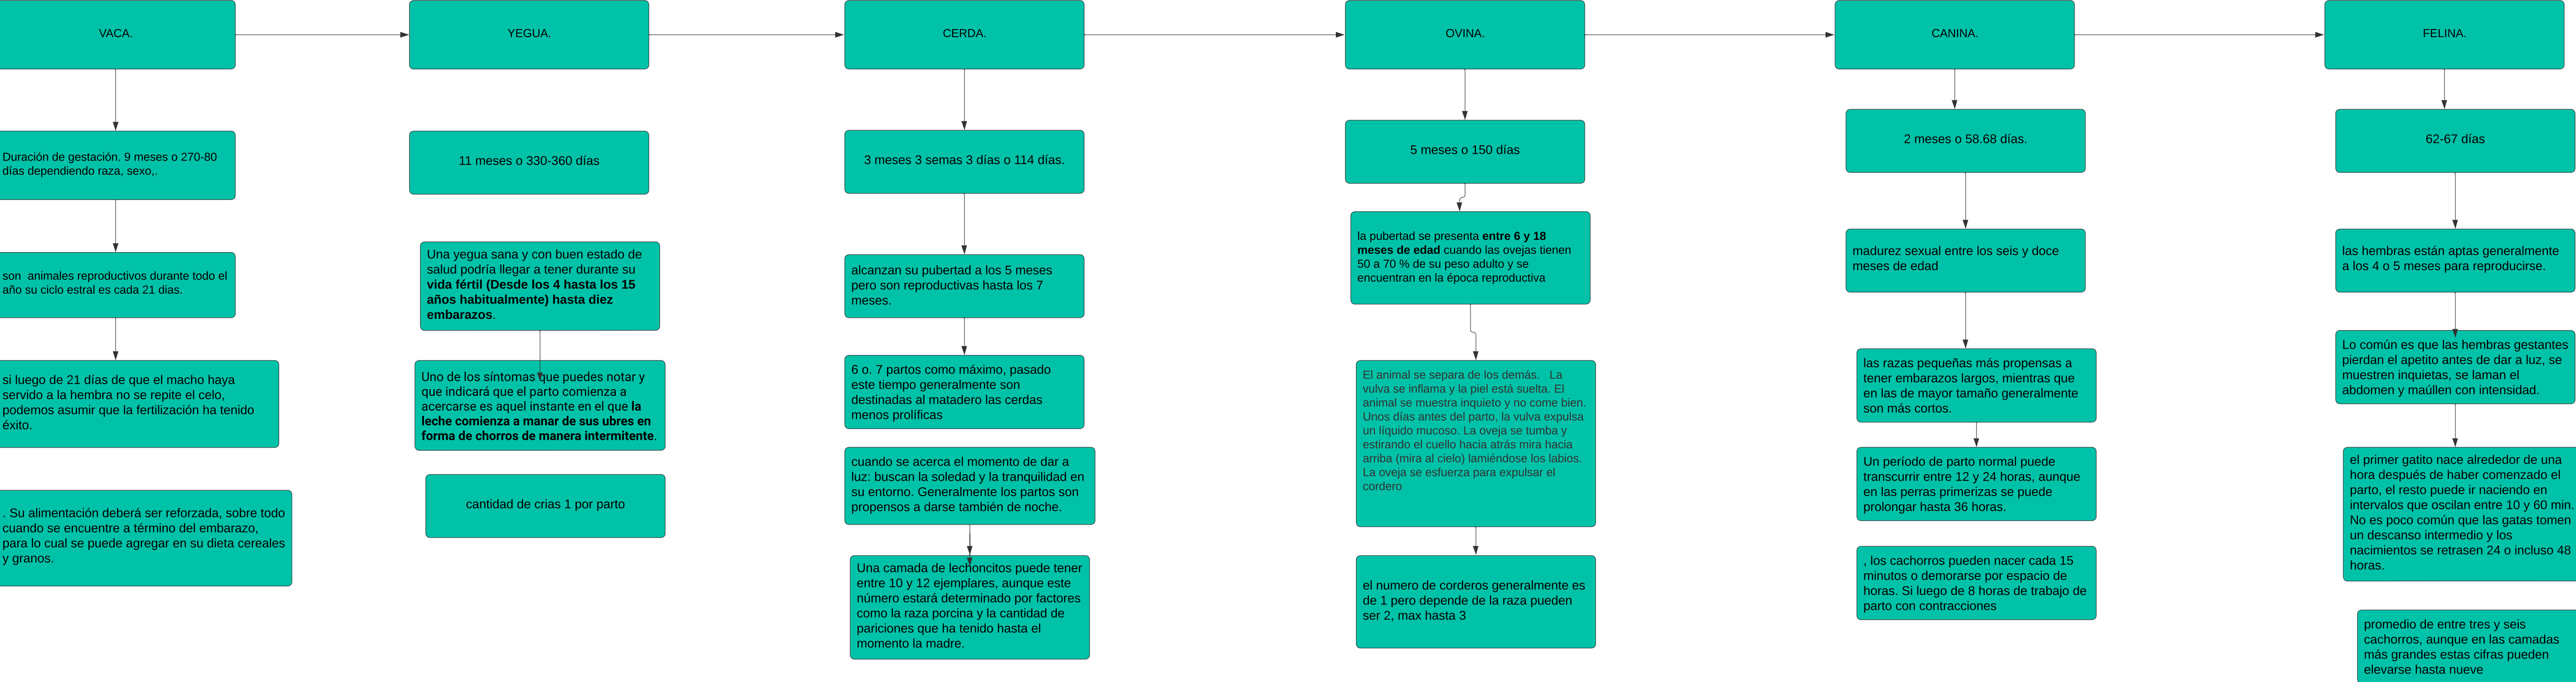 VACA.
YEGUA.
CERDA.
OVINA.
CANINA.
FELINA.
Duración de gestación. 9 meses o 270-80
días dependiendo raza, sexo,.
son  animales reproductivos durante todo el
año su ciclo estral es cada 21 dias.
si luego de 21 días de que el macho haya
servido a la hembra no se repite el celo,
podemos asumir que la fertilización ha tenido
éxito.
. Su alimentación deberá ser reforzada, sobre todo
cuando se encuentre a término del embarazo,
para lo cual se puede agregar en su dieta cereales
y granos.
11 meses o 330-360 días
Una yegua sana y con buen estado de
salud podría llegar a tener durante su
vida fértil (Desde los 4 hasta los 15
años habitualmente) hasta diez
embarazos.
Uno de los síntomas que puedes notar y
que indicará que el parto comienza a
acercarse es aquel instante en el que la
leche comienza a manar de sus ubres en
forma de chorros de manera intermitente.
cantidad de crias 1 por parto
3 meses 3 semas 3 días o 114 días.
alcanzan su pubertad a los 5 meses
pero son reproductivas hasta los 7
meses.
6 o. 7 partos como máximo, pasado
este tiempo generalmente son
destinadas al matadero las cerdas
menos prolíficas
cuando se acerca el momento de dar a
luz: buscan la soledad y la tranquilidad en
su entorno. Generalmente los partos son
propensos a darse también de noche.
Una camada de lechoncitos puede tener
entre 10 y 12 ejemplares, aunque este
número estará determinado por factores
como la raza porcina y la cantidad de
pariciones que ha tenido hasta el
momento la madre.
5 meses o 150 días
la pubertad se presenta entre 6 y 18
meses de edad cuando las ovejas tienen
50 a 70 % de su peso adulto y se
encuentran en la época reproductiva
El animal se separa de los demás.   La
vulva se inflama y la piel está suelta. El
animal se muestra inquieto y no come bien.
Unos días antes del parto, la vulva expulsa
un líquido mucoso. La oveja se tumba y
estirando el cuello hacia atrás mira hacia
arriba (mira al cielo) lamiéndose los labios.
La oveja se esfuerza para expulsar el
cordero
el numero de corderos generalmente es
de 1 pero depende de la raza pueden
ser 2, max hasta 3
2 meses o 58.68 días.
madurez sexual entre los seis y doce
meses de edad
las razas pequeñas más propensas a
tener embarazos largos, mientras que
en las de mayor tamaño generalmente
son más cortos.
Un período de parto normal puede
transcurrir entre 12 y 24 horas, aunque
en las perras primerizas se puede
prolongar hasta 36 horas.
, los cachorros pueden nacer cada 15
minutos o demorarse por espacio de
horas. Si luego de 8 horas de trabajo de
parto con contracciones
62-67 días
las hembras están aptas generalmente
a los 4 o 5 meses para reproducirse.
Lo común es que las hembras gestantes
pierdan el apetito antes de dar a luz, se
muestren inquietas, se laman el
abdomen y maúllen con intensidad.
el primer gatito nace alrededor de una
hora después de haber comenzado el
parto, el resto puede ir naciendo en
intervalos que oscilan entre 10 y 60 min.
No es poco común que las gatas tomen
un descanso intermedio y los
nacimientos se retrasen 24 o incluso 48
horas.
promedio de entre tres y seis
cachorros, aunque en las camadas
más grandes estas cifras pueden
elevarse hasta nueve